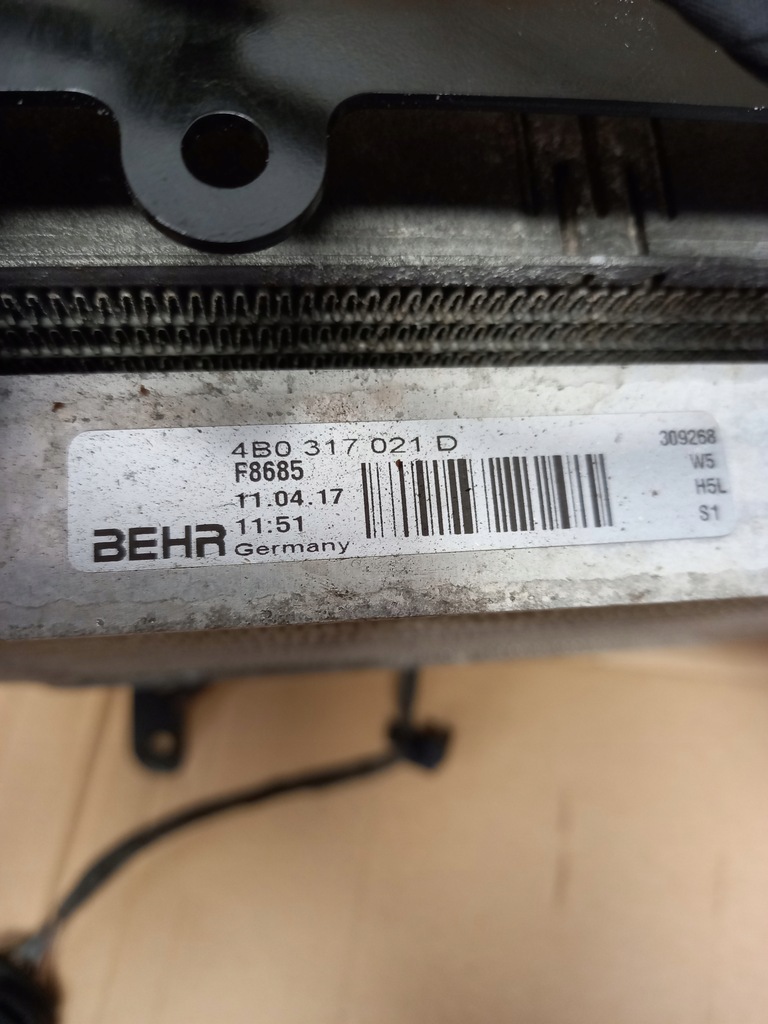 4B0 317 021 D
F8685
11.04.17
11:51
BEHR Germany
309268
W5
H5L
S1